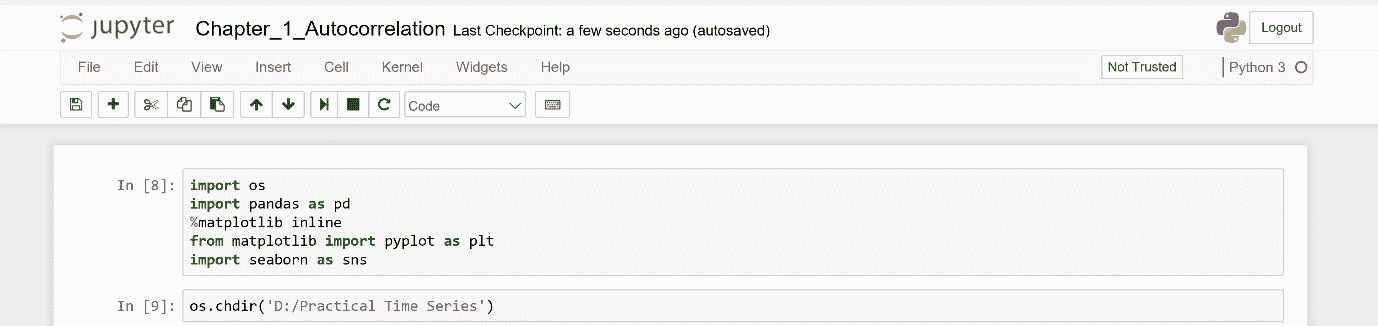 jupyter Chapter_1_Autocorrelation Last Checkpoint: a few seconds ago (autosaved) Logout
File Edit View Insert Cell Kernel Widgets Help Not Trusted Python 3
Code
In [8]: import os
import pandas as pd
%matplotlib inline
from matplotlib import pyplot as plt
import seaborn as sns
In [9]: os.chdir('D:/Practical Time Series')